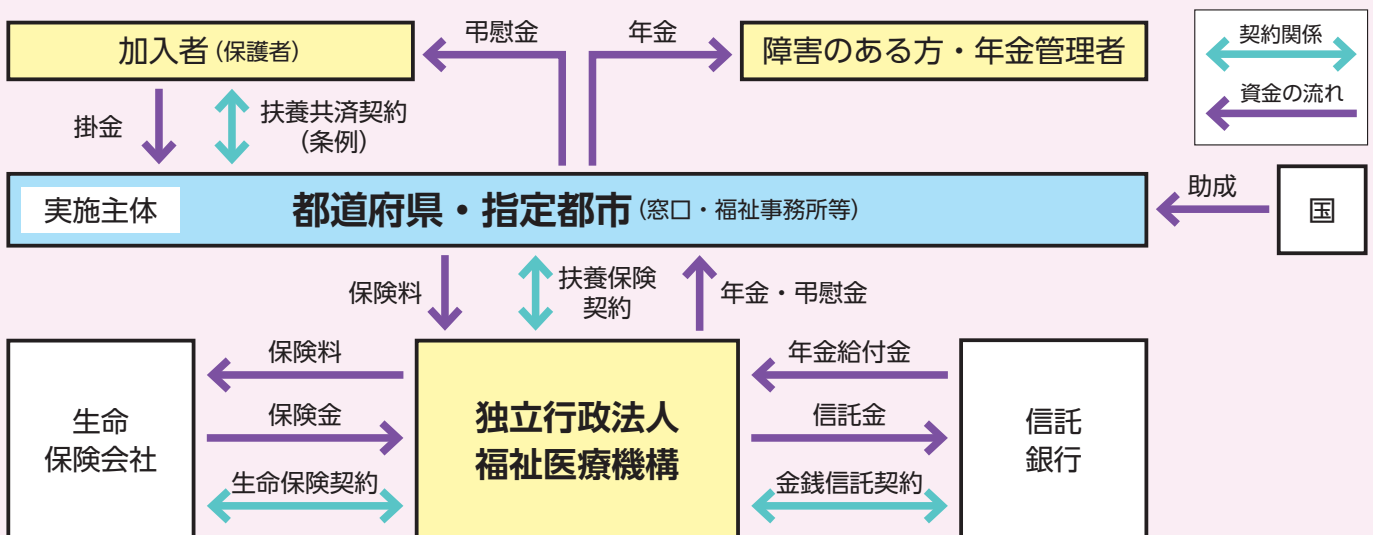 加入者(保護者)
弔慰金
年金
障害のある方・年金管理者
契約関係
資金の流れ
掛金
扶養共済契約
(条例)
実施主体
都道府県・指定都市(窓口・福祉事務所等)
助成
国
保険料
扶養保険
契約
年金・弔慰金
生命
保険会社
保険料
保険金
生命保険契約
独立行政法人
福祉医療機構
年金給付金
信託金
金銭信託契約
信託
銀行